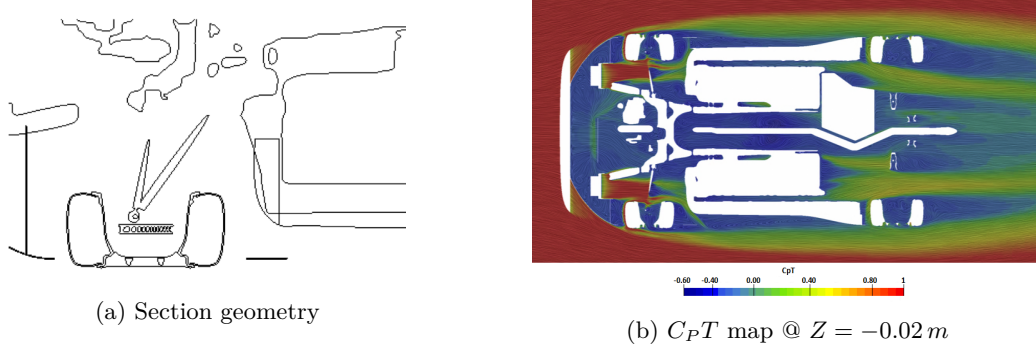 CpT
-0.60 -0.40 0.00 0.40 0.80 1
(a) Section geometry
(b) C_PT map @ Z = −0.02 m